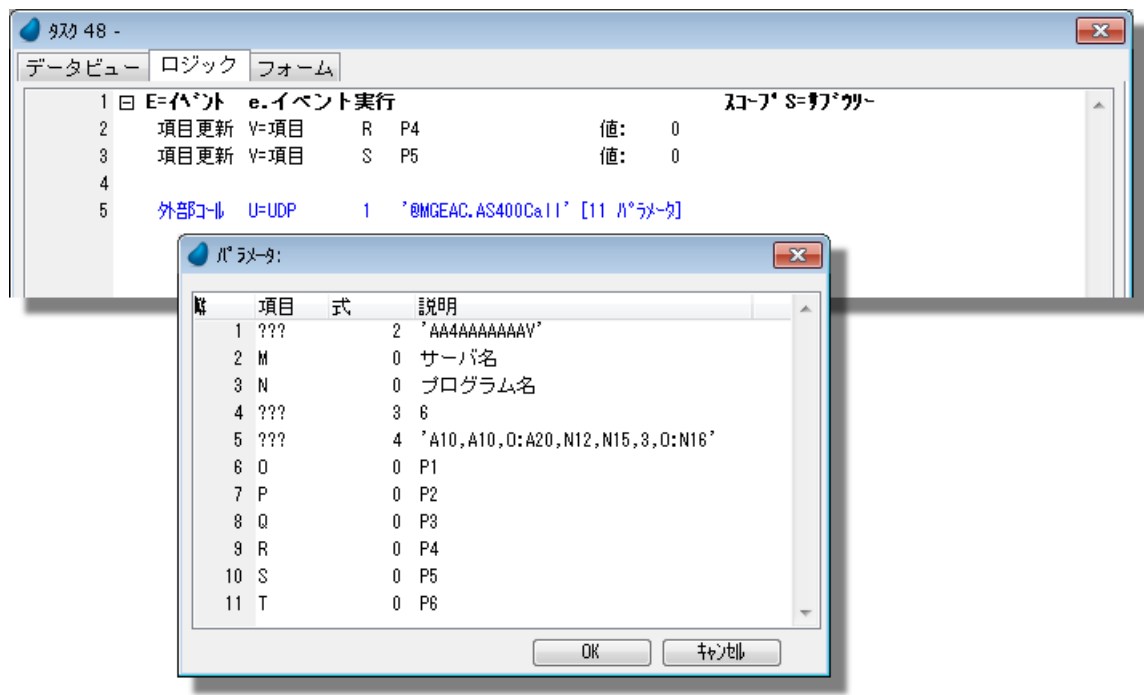 ﾀｽｸ 48 -
データビュー ロジック フォーム
1 E=ｲﾍﾞﾝﾄ e.イベント実行 ｽｺｰﾌﾟ S=ｻﾌﾞﾂﾘｰ
2 項目更新 V=項目 R P4 値: 0
3 項目更新 V=項目 S P5 値: 0
4
5 外部ｺｰﾙ U=UDP 1 '@MGEAC.AS400Call' [11 ﾊﾟﾗﾒｰﾀ]
ﾊﾟﾗﾒｰﾀ:
項目 式 説明
1 ??? 2 'AA4AAAAAAAV'
2 M 0 サーバ名
3 N 0 プログラム名
4 ??? 3 6
5 ??? 4 'A10,A10,O:A20,N12,N15,3,O:N16'
6 O 0 P1
7 P 0 P2
8 Q 0 P3
9 R 0 P4
10 S 0 P5
11 T 0 P6
OK ｷｬﾝｾﾙ